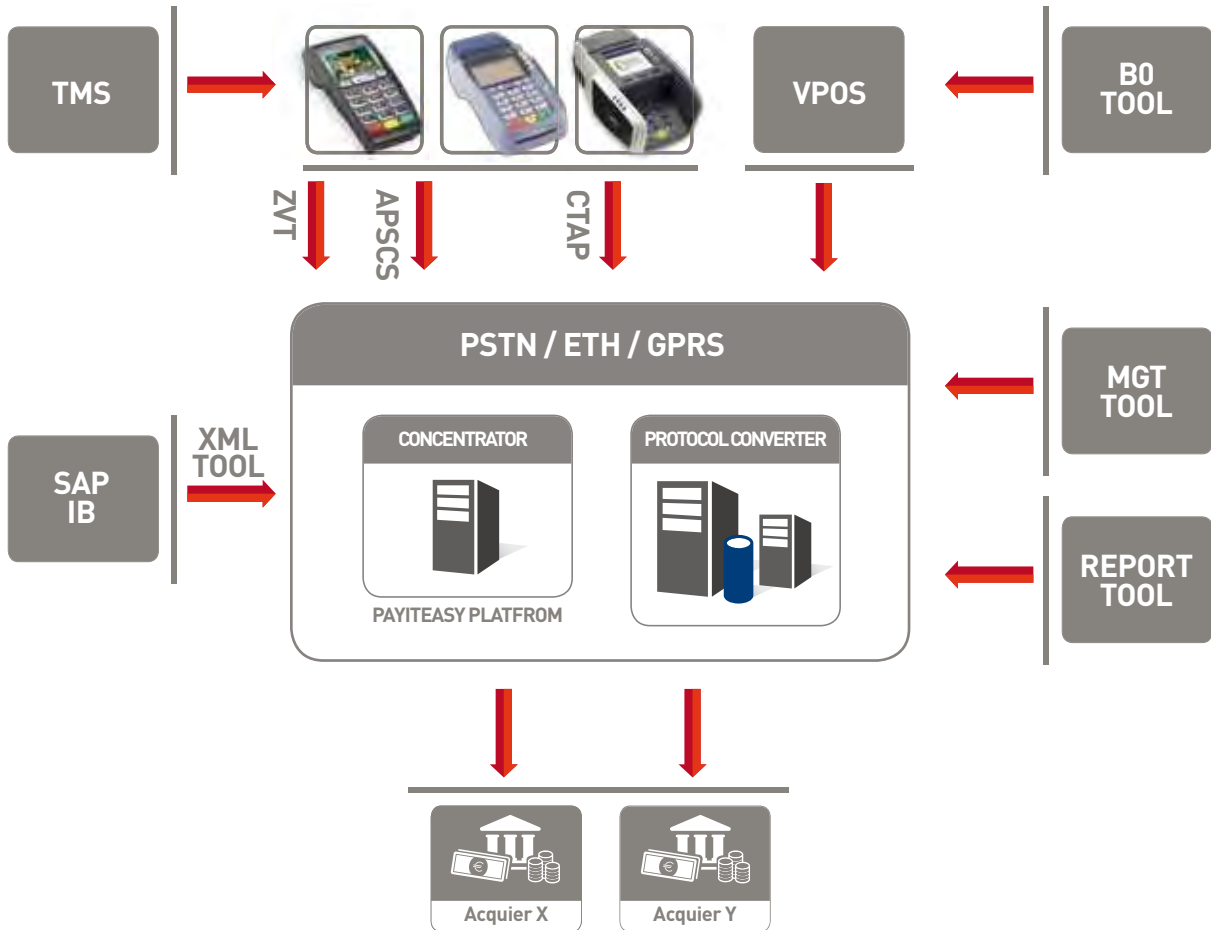 TMS
VPOS
B0
TOOL
ZVT
APSCS
CTAP
PSTN / ETH / GPRS
MGT
TOOL
CONCENTRATOR
PROTOCOL CONVERTER
XML
TOOL
SAP
IB
REPORT
TOOL
PAYITEASY PLATFROM
€
€
Acquier X
Acquier Y